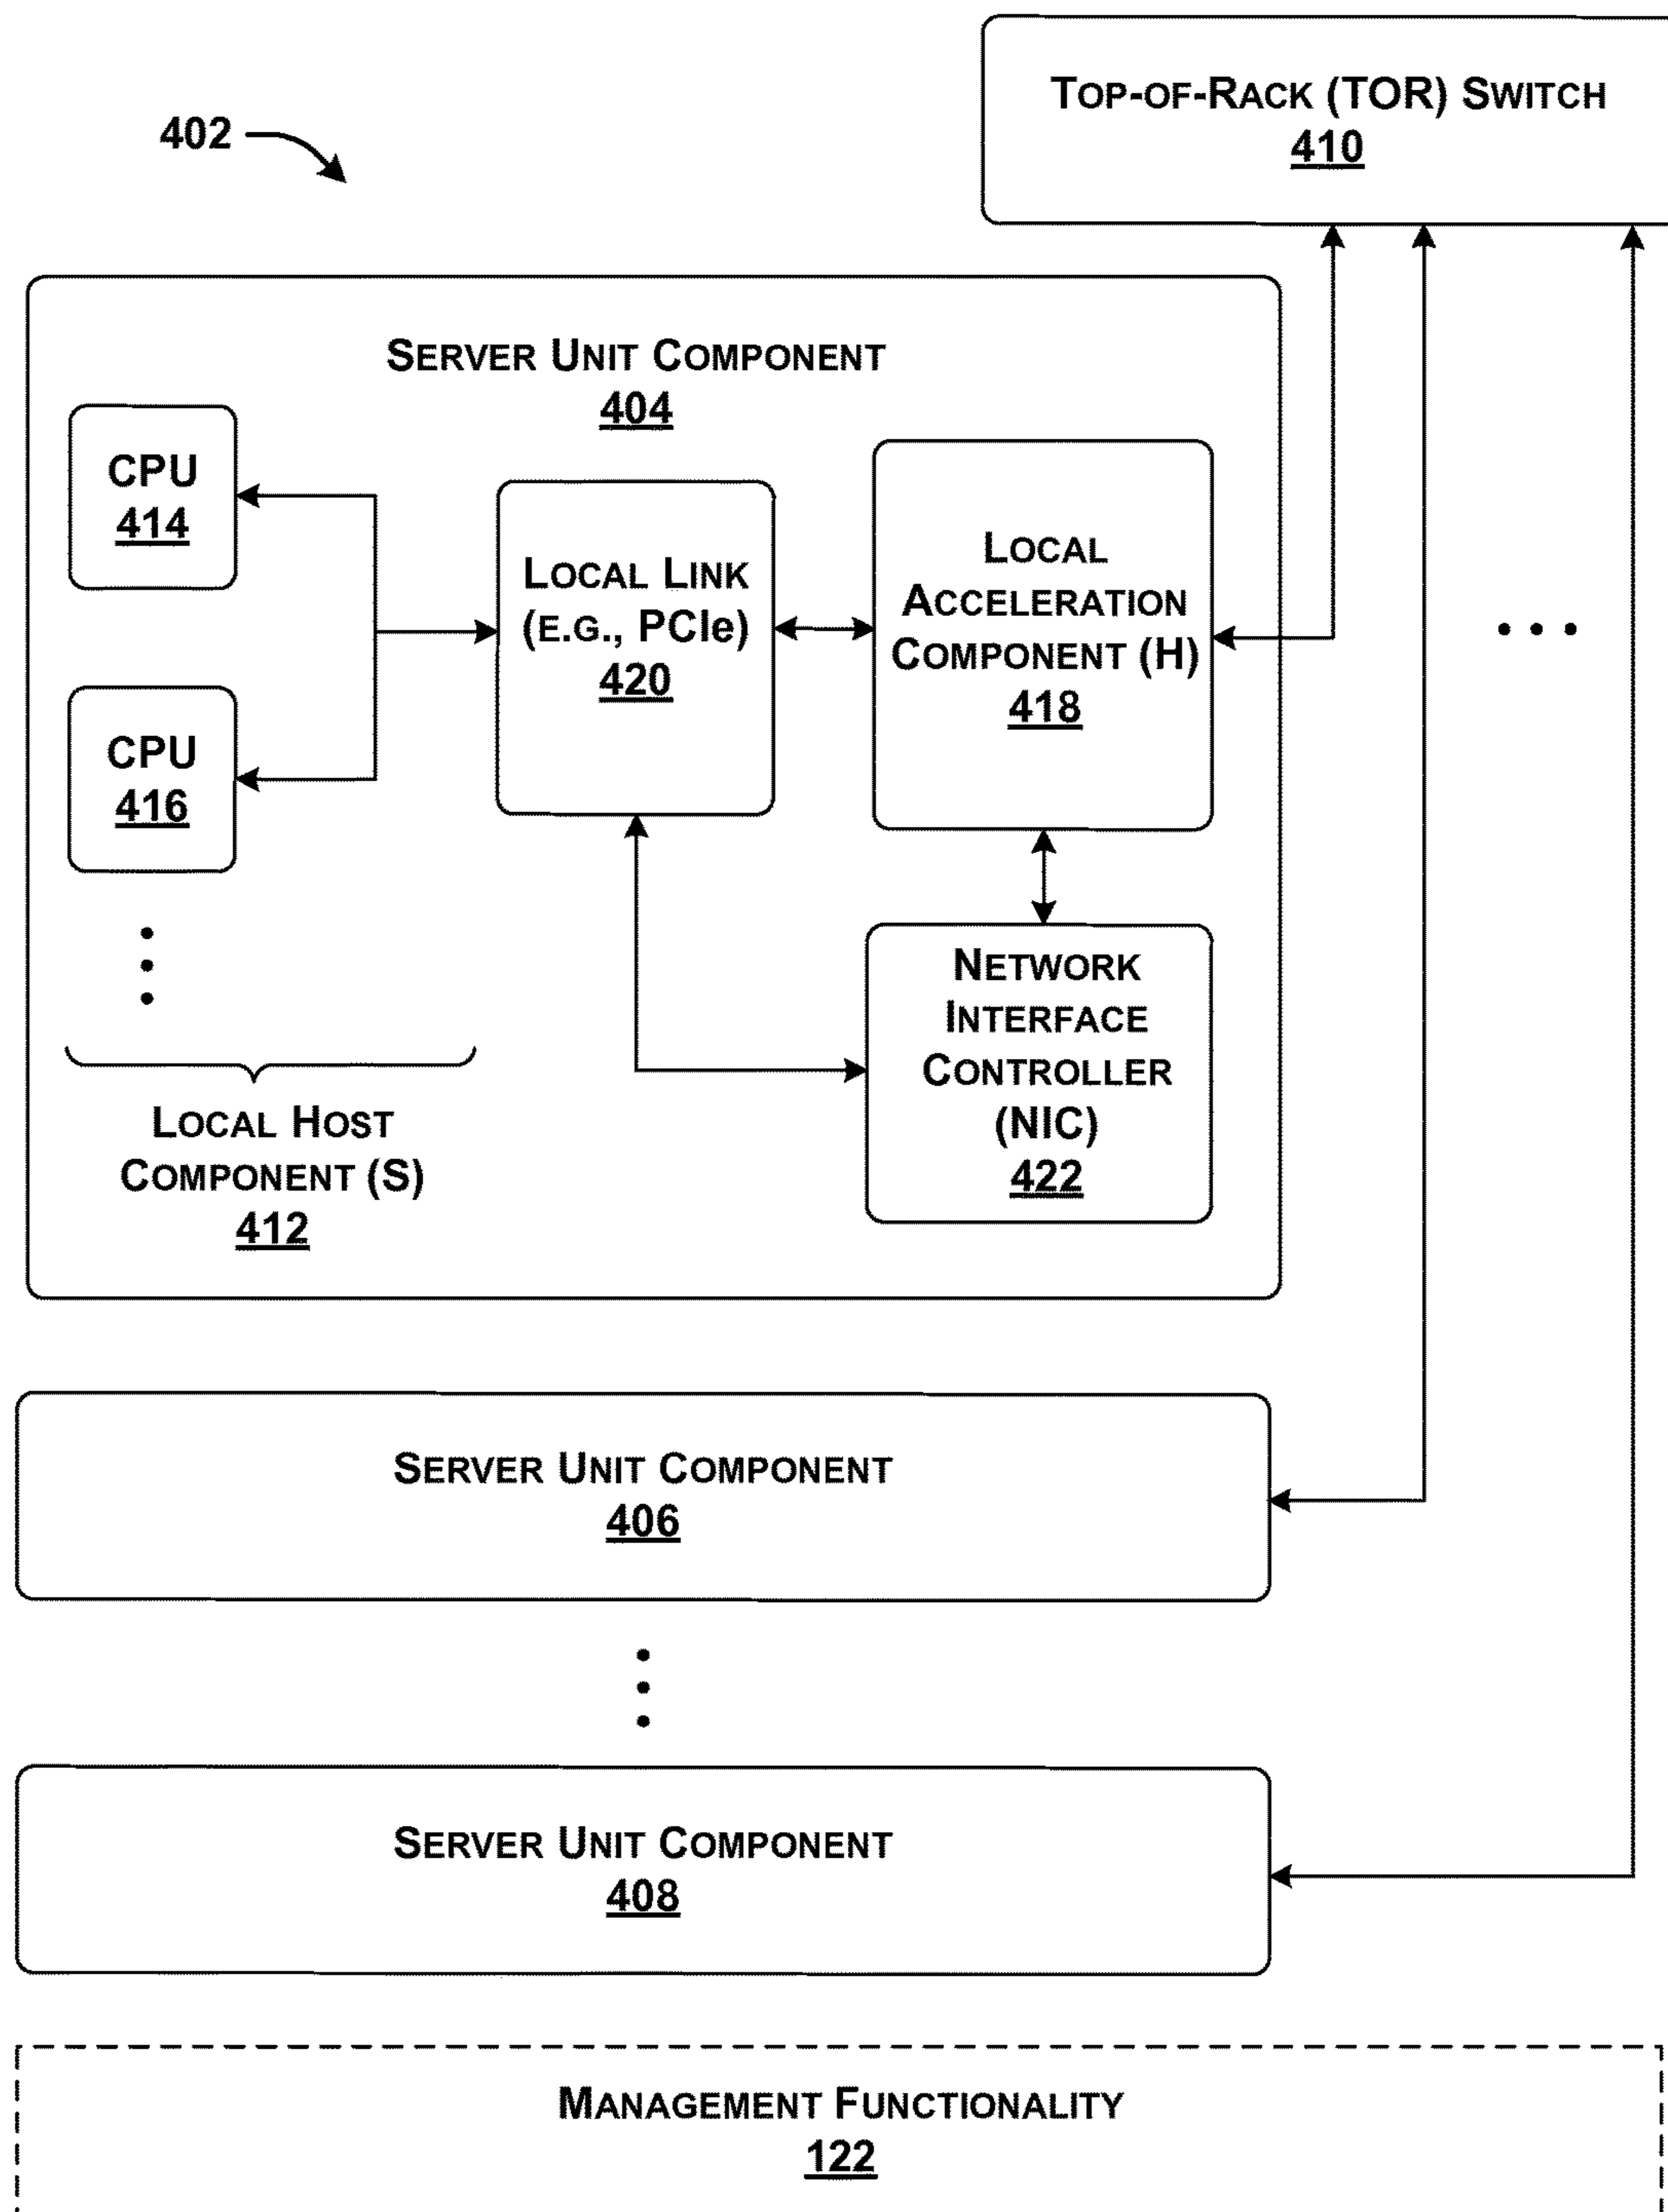 TOP-OF-RACK (TOR) SWITCH
410
402
SERVER UNIT COMPONENT
404
CPU
414
LOCAL LINK
(E.G., PCIe)
420
LOCAL
ACCELERATION
COMPONENT (H)
418
CPU
416
NETWORK
INTERFACE
CONTROLLER
(NIC)
422
LOCAL HOST
COMPONENT (S)
412
SERVER UNIT COMPONENT
406
SERVER UNIT COMPONENT
408
MANAGEMENT FUNCTIONALITY
122